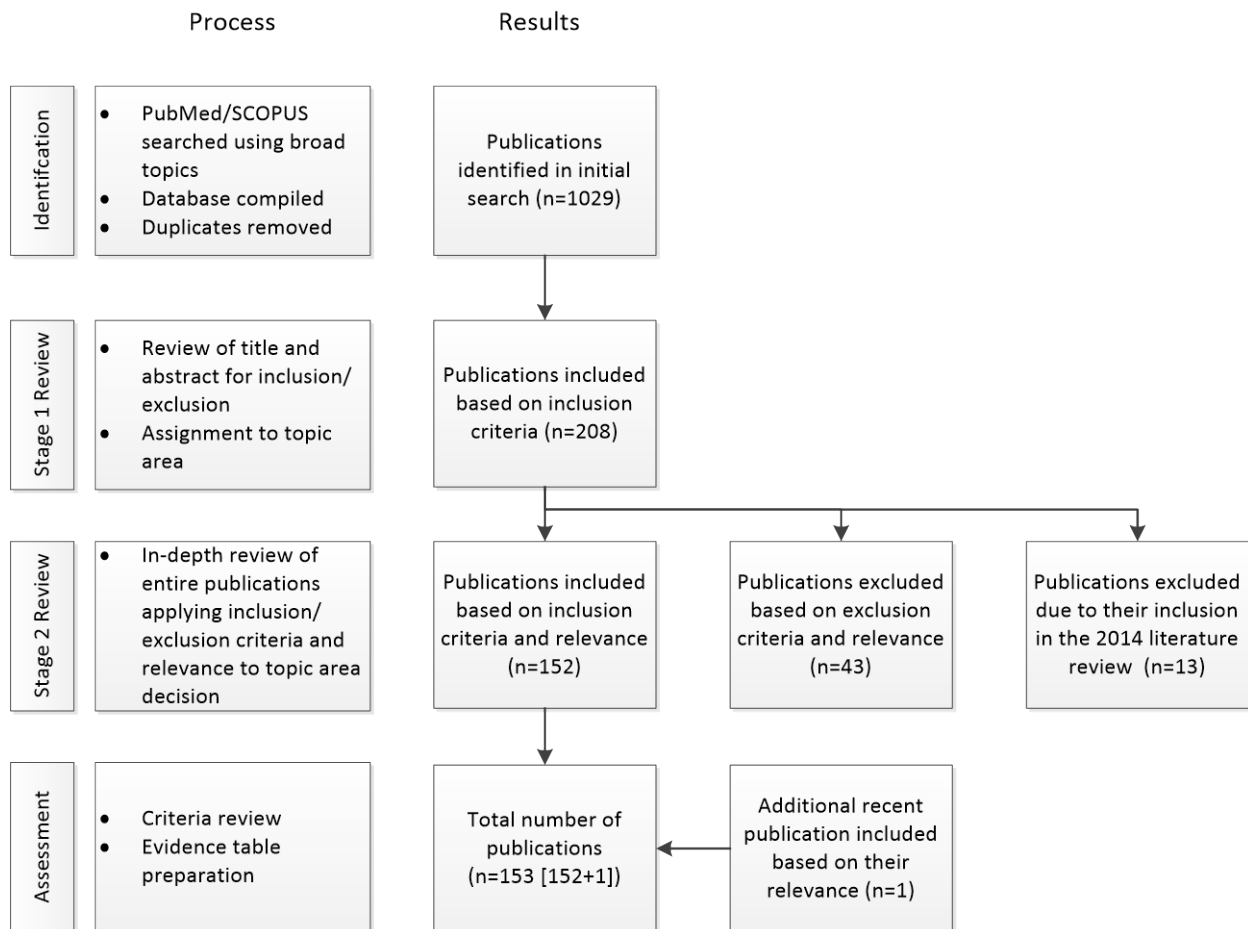 Process
Results
Identifcation
• PubMed/SCOPUS
searched using broad
topics
• Database compiled
• Duplicates removed
Publications
identified in initial
search (n=1029)
Stage 1 Review
• Review of title and
abstract for inclusion/
exclusion
• Assignment to topic
area
Publications included
based on inclusion
criteria (n=208)
Stage 2 Review
• In-depth review of
entire publications
applying inclusion/
exclusion criteria and
relevance to topic area
decision
Publications included
based on inclusion
criteria and relevance
(n=152)
Publications excluded
based on exclusion
criteria and relevance
(n=43)
Publications excluded
due to their inclusion
in the 2014 literature
review (n=13)
Assessment
• Criteria review
• Evidence table
preparation
Total number of
publications
(n=153 [152+1])
Additional recent
publication included
based on their
relevance (n=1)